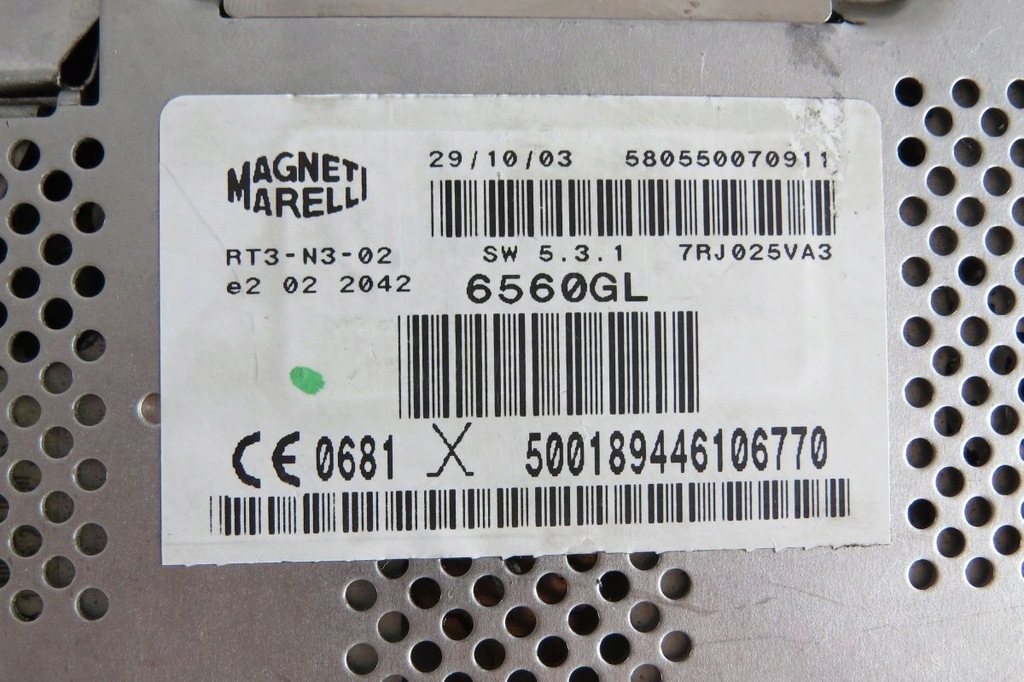 MAGNETI
MARELLI
29/10/03 580550070911
RT3-N3-02 SW 5.3.1 7RJ025VA3
e2 02 2042 6560GL
CE 0681 X 500189446106770